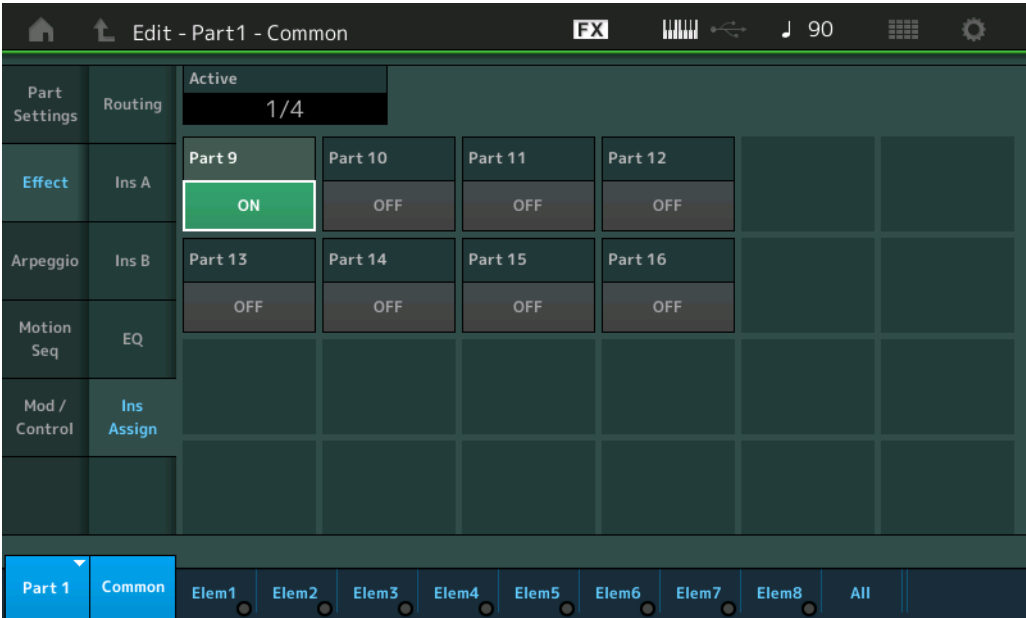 Edit - Part1 - Common
FX
♩ 90
Part
Settings
Effect
Arpeggio
Motion
Seq
Mod /
Control
Routing
Ins A
Ins B
EQ
Ins
Assign
Active
1/4
Part 9
Part 10
Part 11
Part 12
ON
OFF
OFF
OFF
Part 13
Part 14
Part 15
Part 16
OFF
OFF
OFF
OFF
Part 1
Common
Elem1
Elem2
Elem3
Elem4
Elem5
Elem6
Elem7
Elem8
All